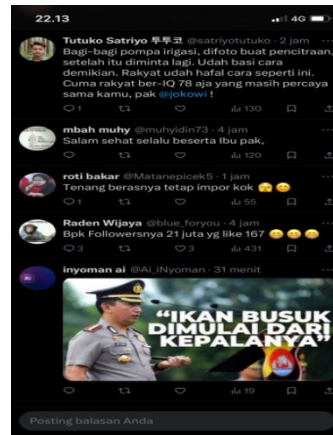 22.13
4G
Tutuko Satriyo 투투코 @satriyotutuko · 2 jam
Bagi-bagi pompa irigasi, difoto buat pencitraan,
setelah itu diminta lagi. Udah basi cara
demikian. Rakyat udah hafal cara seperti ini.
Cuma rakyat ber-IQ 78 aja yang masih percaya
sama kamu, pak @jokowi !
1 130
mbah muhy @muhyidin73 · 4 jam
Salam sehat selalu beserta Ibu pak,
120
roti bakar @Matanepicek5 · 1 jam
Tenang berasnya tetap impor kok
1 55
Raden Wijaya @blue_foryou · 4 jam
Bpk Followersnya 21 juta yg like 167
3 3 431
inyoman ai @Ai_iNyoman · 31 menit
“IKAN BUSUK
DIMULAI DARI
KEPALANYA”
19
Posting balasan Anda